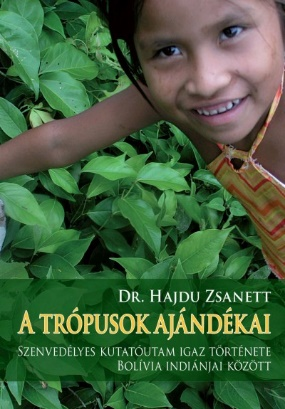 DR. HAJDU ZSANETT
A TRÓPUSOK AJÁNDÉKAI
SZENVEDÉLYES KUTATÓUTAM IGAZ TÖRTÉNETE
BOLÍVIA INDIÁNJAI KÖZÖTT